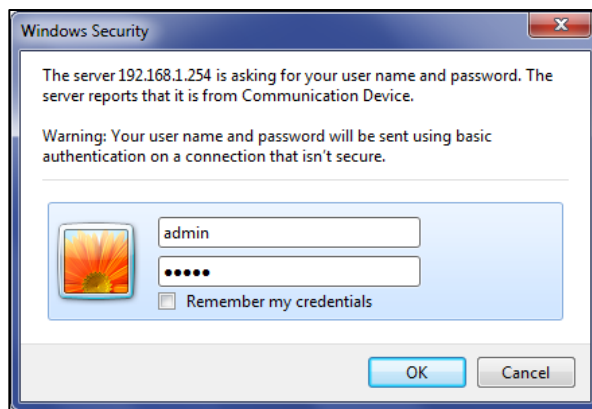 Windows Security
The server 192.168.1.254 is asking for your user name and password. The
server reports that it is from Communication Device.
Warning: Your user name and password will be sent using basic
authentication on a connection that isn't secure.
admin
●●●●●
Remember my credentials
OK
Cancel